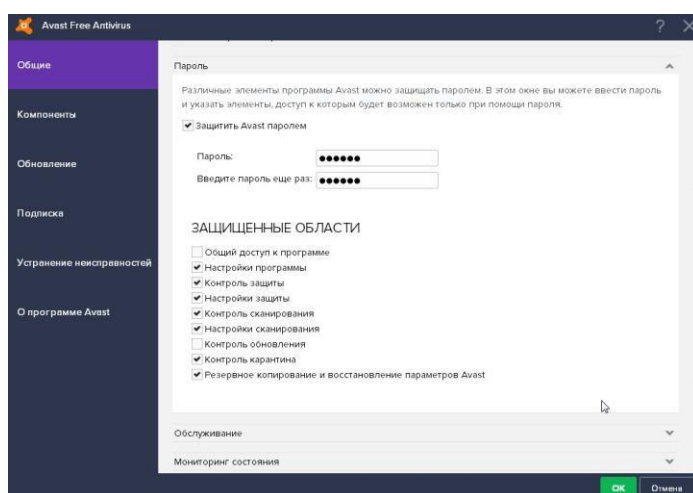 Avast Free Antivirus
?
Общие
Компоненты
Обновление
Подписка
Устранение неисправностей
О программе Avast
Пароль
Различные элементы программы Avast можно защищать паролем. В этом окне вы можете ввести пароль
и указать элементы, доступ к которым будет возможен только при помощи пароля.
Защитить Avast паролем
Пароль:
Введите пароль еще раз:
ЗАЩИЩЕННЫЕ ОБЛАСТИ
Общий доступ к программе
Настройки программы
Контроль защиты
Настройки защиты
Контроль сканирования
Настройки сканирования
Контроль обновления
Контроль карантина
Резервное копирование и восстановление параметров Avast
Обслуживание
Мониторинг состояния
ОК
Отмена